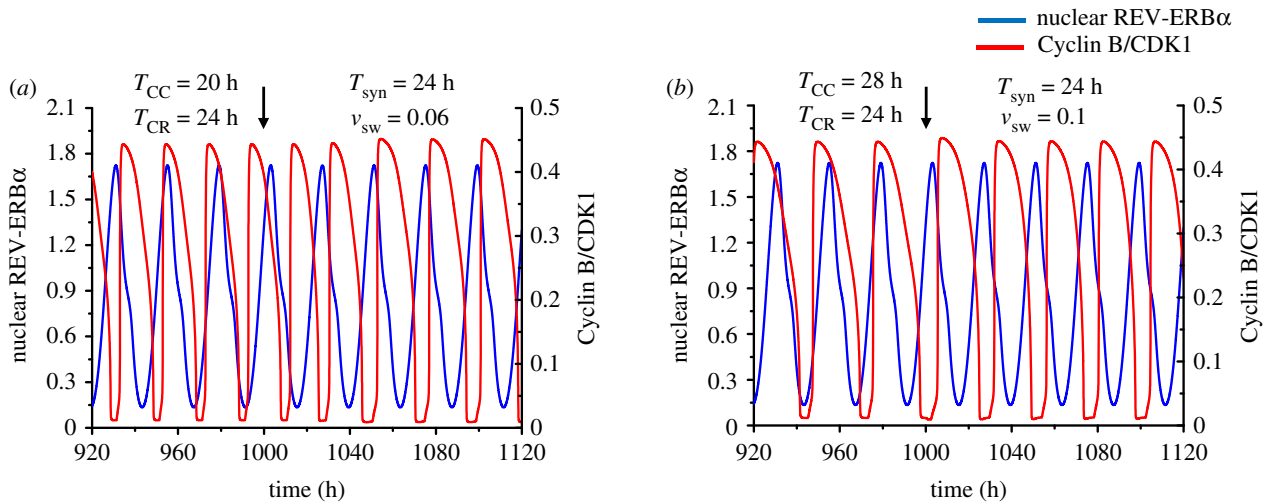 nuclear REV-ERBα
Cyclin B/CDK1
(a)
T_CC = 20 h
T_CR = 24 h
T_syn = 24 h
v_sw = 0.06
2.1
1.8
1.5
1.2
0.9
0.6
0.3
0
nuclear REV-ERBα
0.5
0.4
0.3
0.2
0.1
0
Cyclin B/CDK1
920 960 1000 1040 1080 1120
time (h)
(b)
T_CC = 28 h
T_CR = 24 h
T_syn = 24 h
v_sw = 0.1
2.1
1.8
1.5
1.2
0.9
0.6
0.3
0
nuclear REV-ERBα
0.5
0.4
0.3
0.2
0.1
0
Cyclin B/CDK1
920 960 1000 1040 1080 1120
time (h)